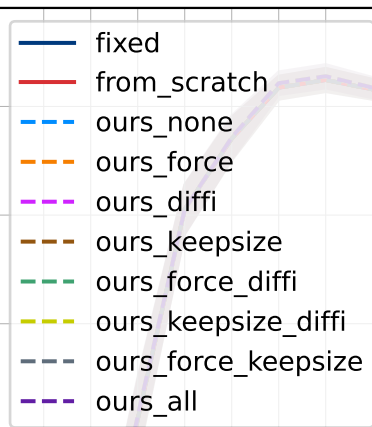 fixed
from_scratch
ours_none
ours_force
ours_diffi
ours_keepsize
ours_force_diffi
ours_keepsize_diffi
ours_force_keepsize
ours_all